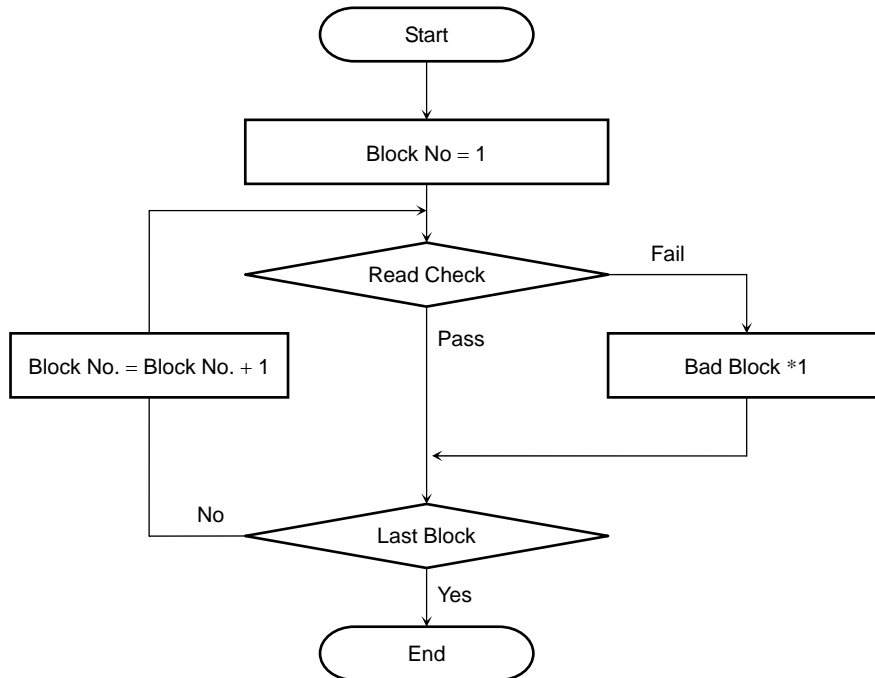 Start
Block No = 1
Read Check
Fail
Pass
Block No. = Block No. + 1
Bad Block *1
No
Last Block
Yes
End